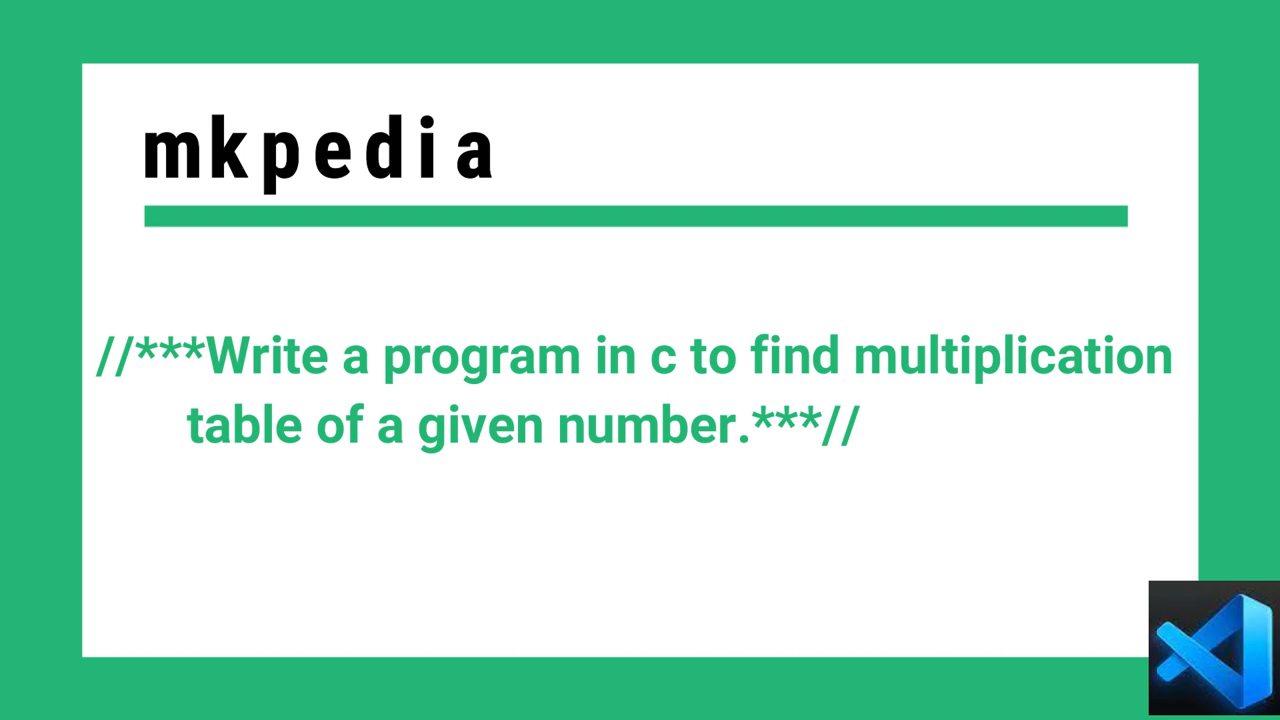 mkpedia
//***Write a program in c to find multiplication
table of a given number.***//